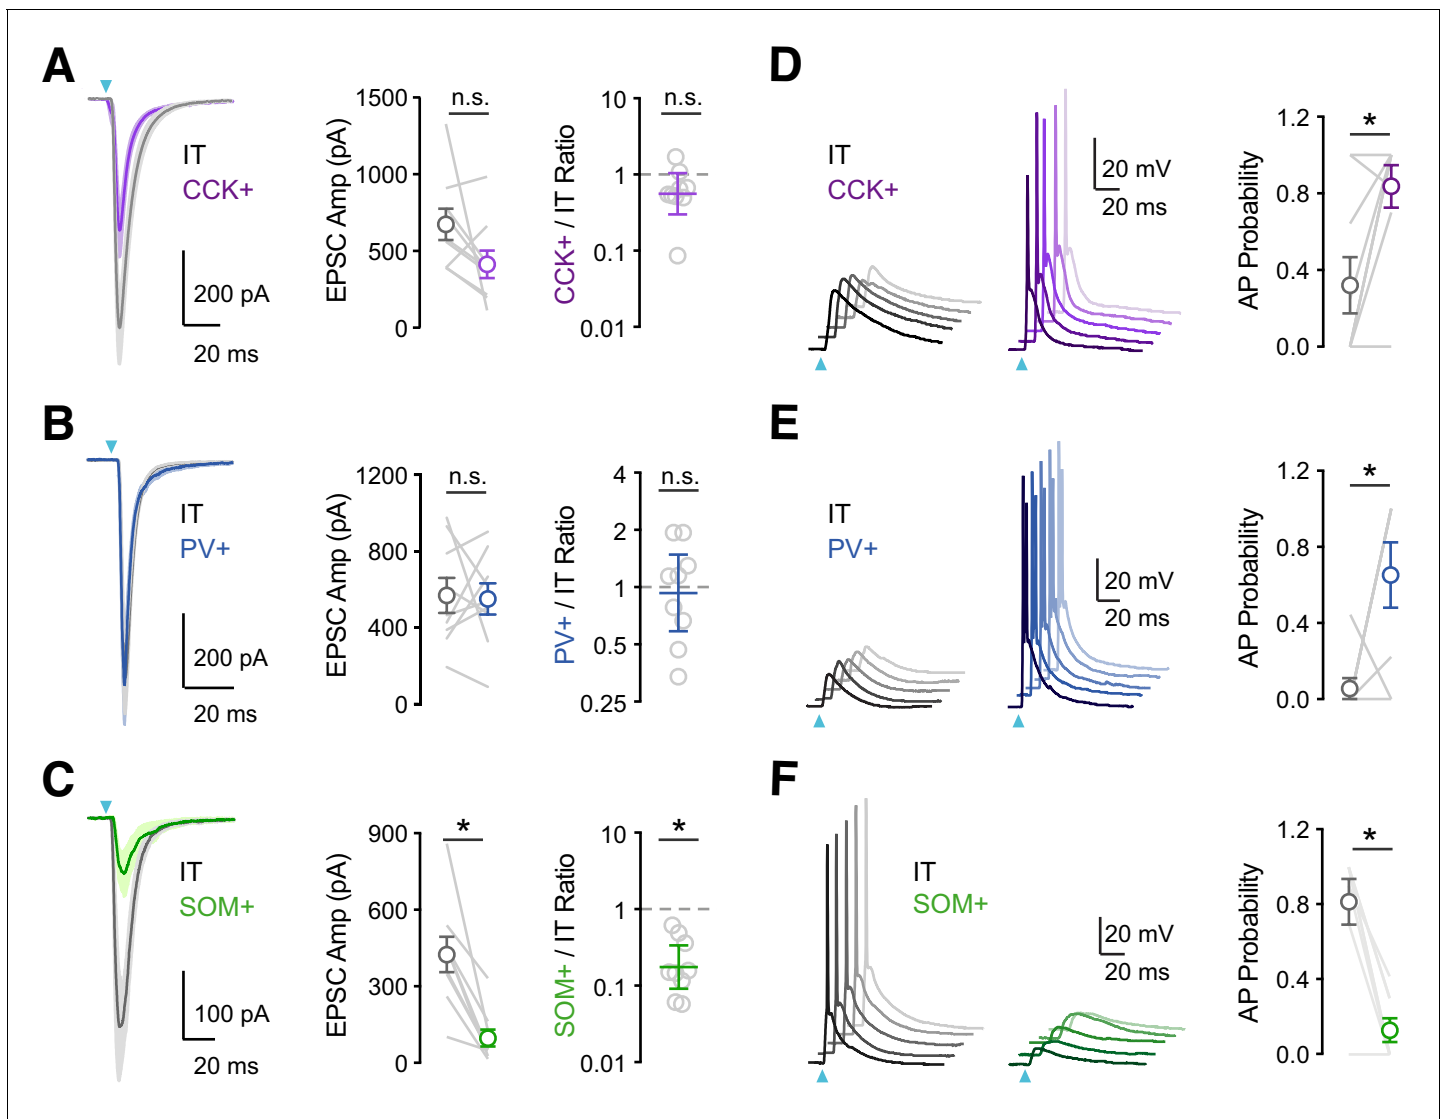 A
IT
CCK+
200 pA
20 ms
EPSC Amp (pA)
1500
1000
500
0
n.s.
CCK+ / IT Ratio
10
1
0.1
0.01
n.s.
D
IT
CCK+
20 mV
20 ms
AP Probability
1.2
0.8
0.4
0.0
*
B
IT
PV+
200 pA
20 ms
EPSC Amp (pA)
1200
800
400
0
n.s.
PV+ / IT Ratio
4
2
1
0.5
0.25
n.s.
E
IT
PV+
20 mV
20 ms
AP Probability
1.2
0.8
0.4
0.0
*
C
IT
SOM+
100 pA
20 ms
EPSC Amp (pA)
900
600
300
0
*
SOM+ / IT Ratio
10
1
0.1
0.01
*
F
IT
SOM+
20 mV
20 ms
AP Probability
1.2
0.8
0.4
0.0
*